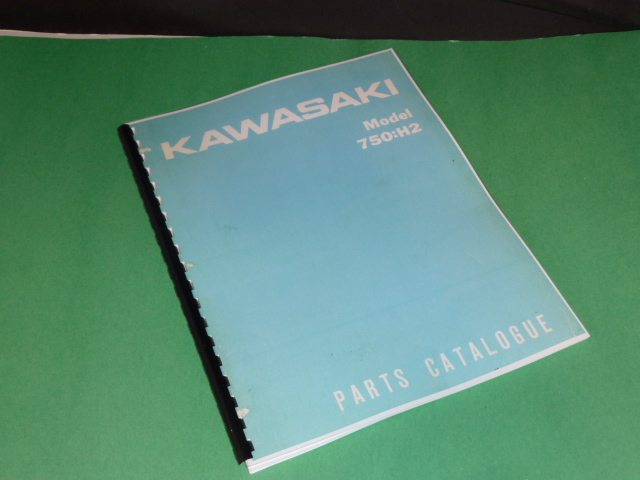 KAWASAKI
Model
750:H2
PARTS CATALOGUE